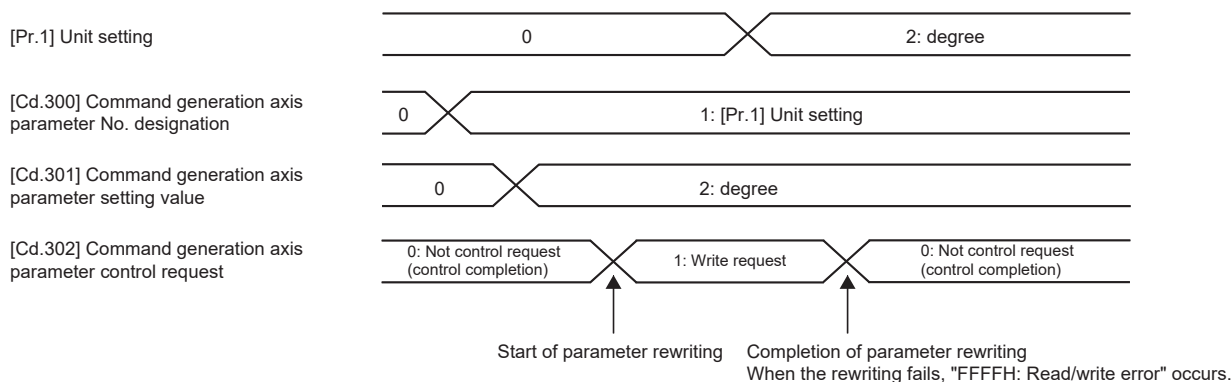 [Pr.1] Unit setting
0
2: degree
[Cd.300] Command generation axis
parameter No. designation
0
1: [Pr.1] Unit setting
[Cd.301] Command generation axis
parameter setting value
0
2: degree
[Cd.302] Command generation axis
parameter control request
0: Not control request
(control completion)
1: Write request
0: Not control request
(control completion)
Start of parameter rewriting
Completion of parameter rewriting
When the rewriting fails, "FFFFH: Read/write error" occurs.